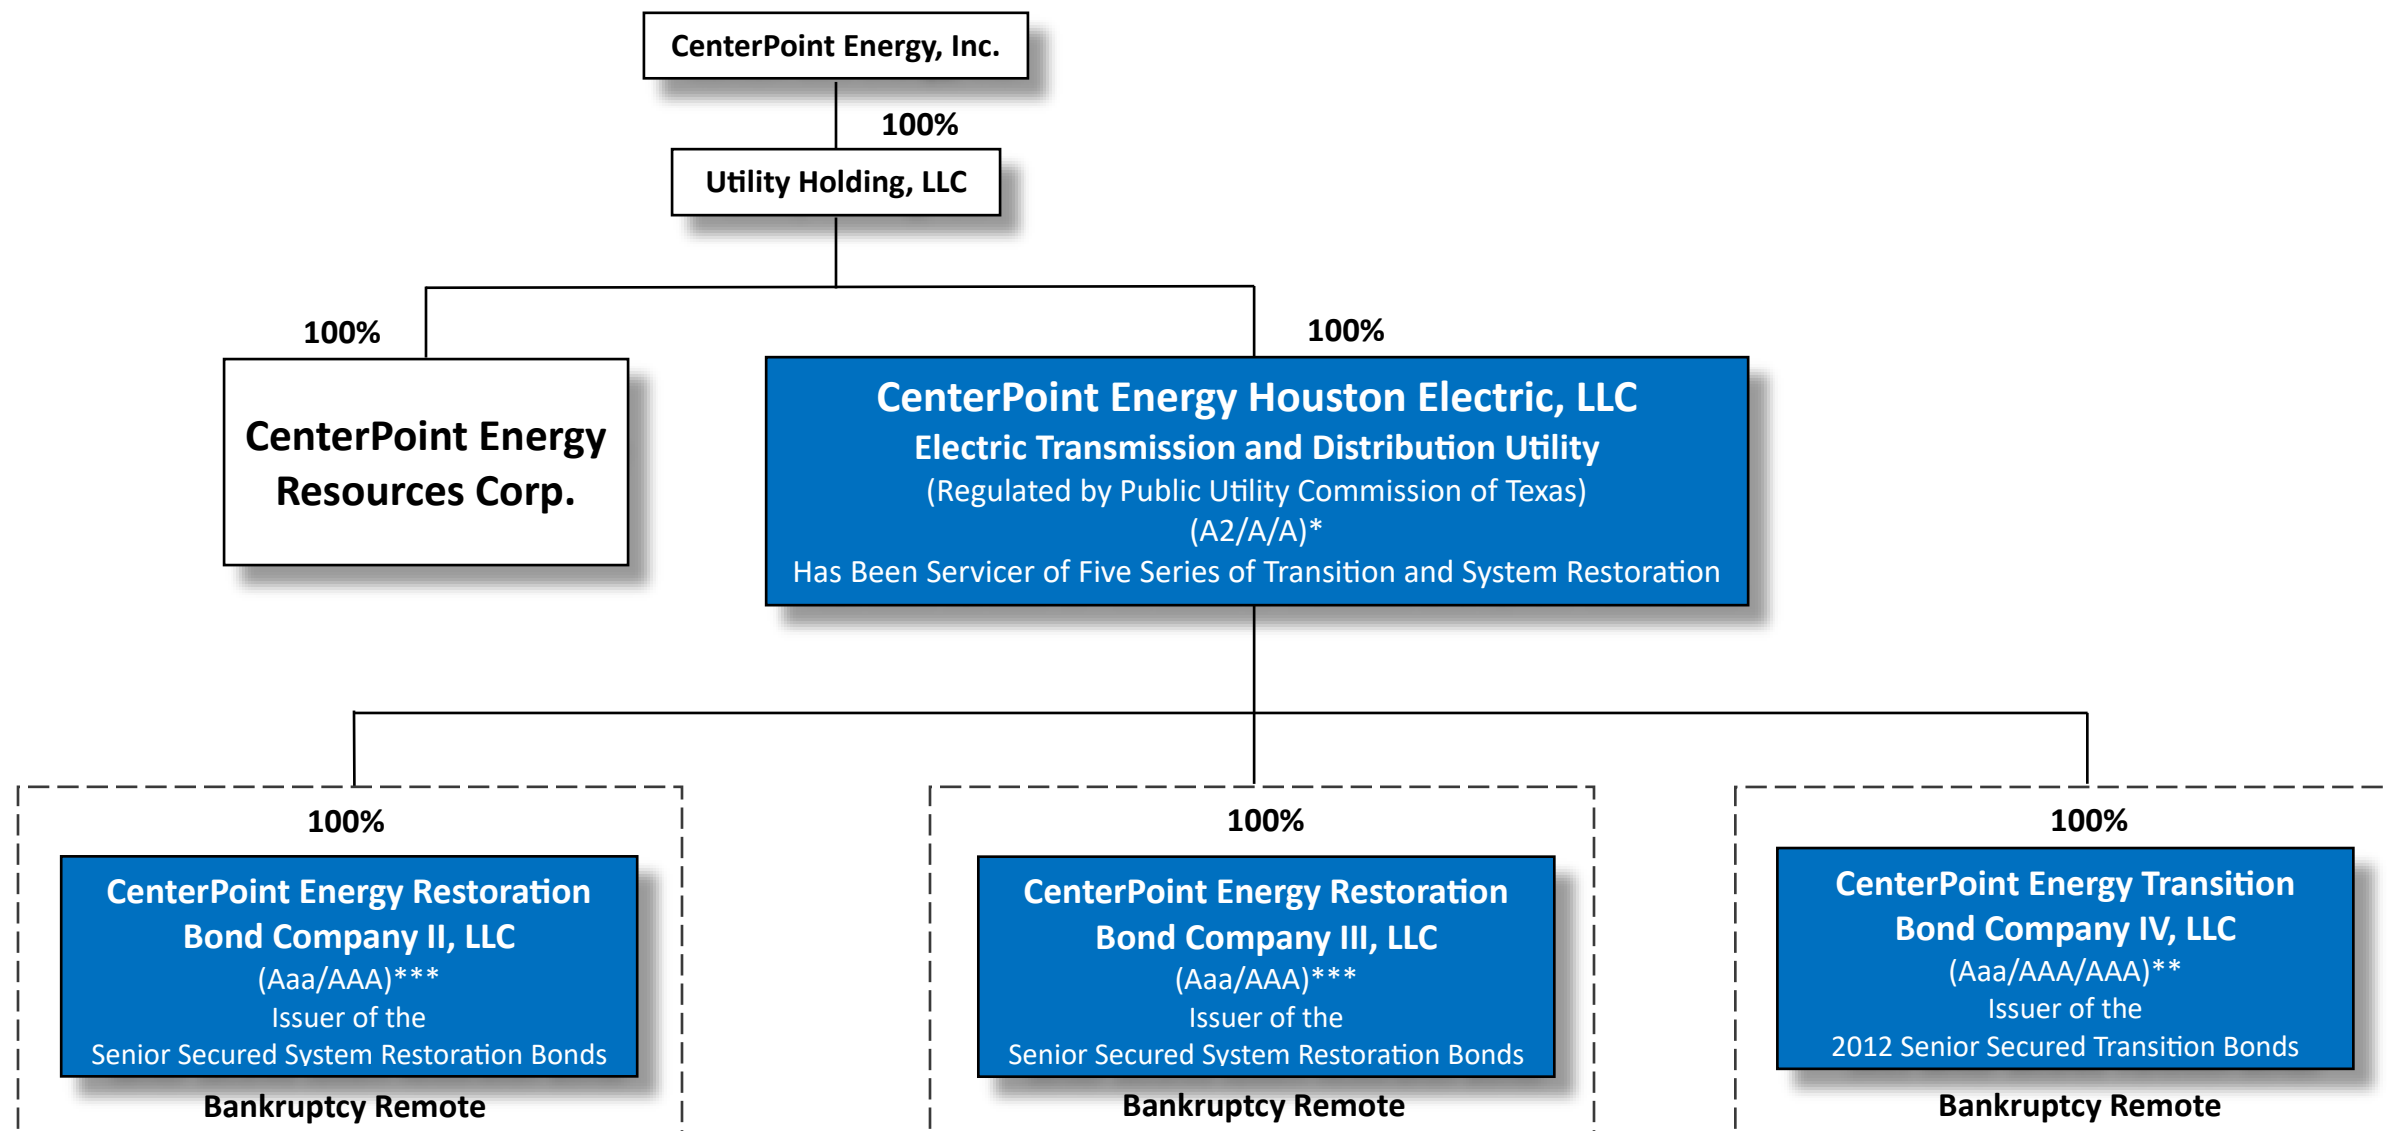 CenterPoint Energy, Inc.
100%
Utility Holding, LLC
100%
100%
CenterPoint Energy
Resources Corp.
CenterPoint Energy Houston Electric, LLC
Electric Transmission and Distribution Utility
(Regulated by Public Utility Commission of Texas)
(A2/A/A)*
Has Been Servicer of Five Series of Transition and System Restoration
100%
CenterPoint Energy Restoration
Bond Company II, LLC
(Aaa/AAA)***
Issuer of the
Senior Secured System Restoration Bonds
Bankruptcy Remote
100%
CenterPoint Energy Restoration
Bond Company III, LLC
(Aaa/AAA)***
Issuer of the
Senior Secured System Restoration Bonds
Bankruptcy Remote
100%
CenterPoint Energy Transition
Bond Company IV, LLC
(Aaa/AAA/AAA)**
Issuer of the
2012 Senior Secured Transition Bonds
Bankruptcy Remote